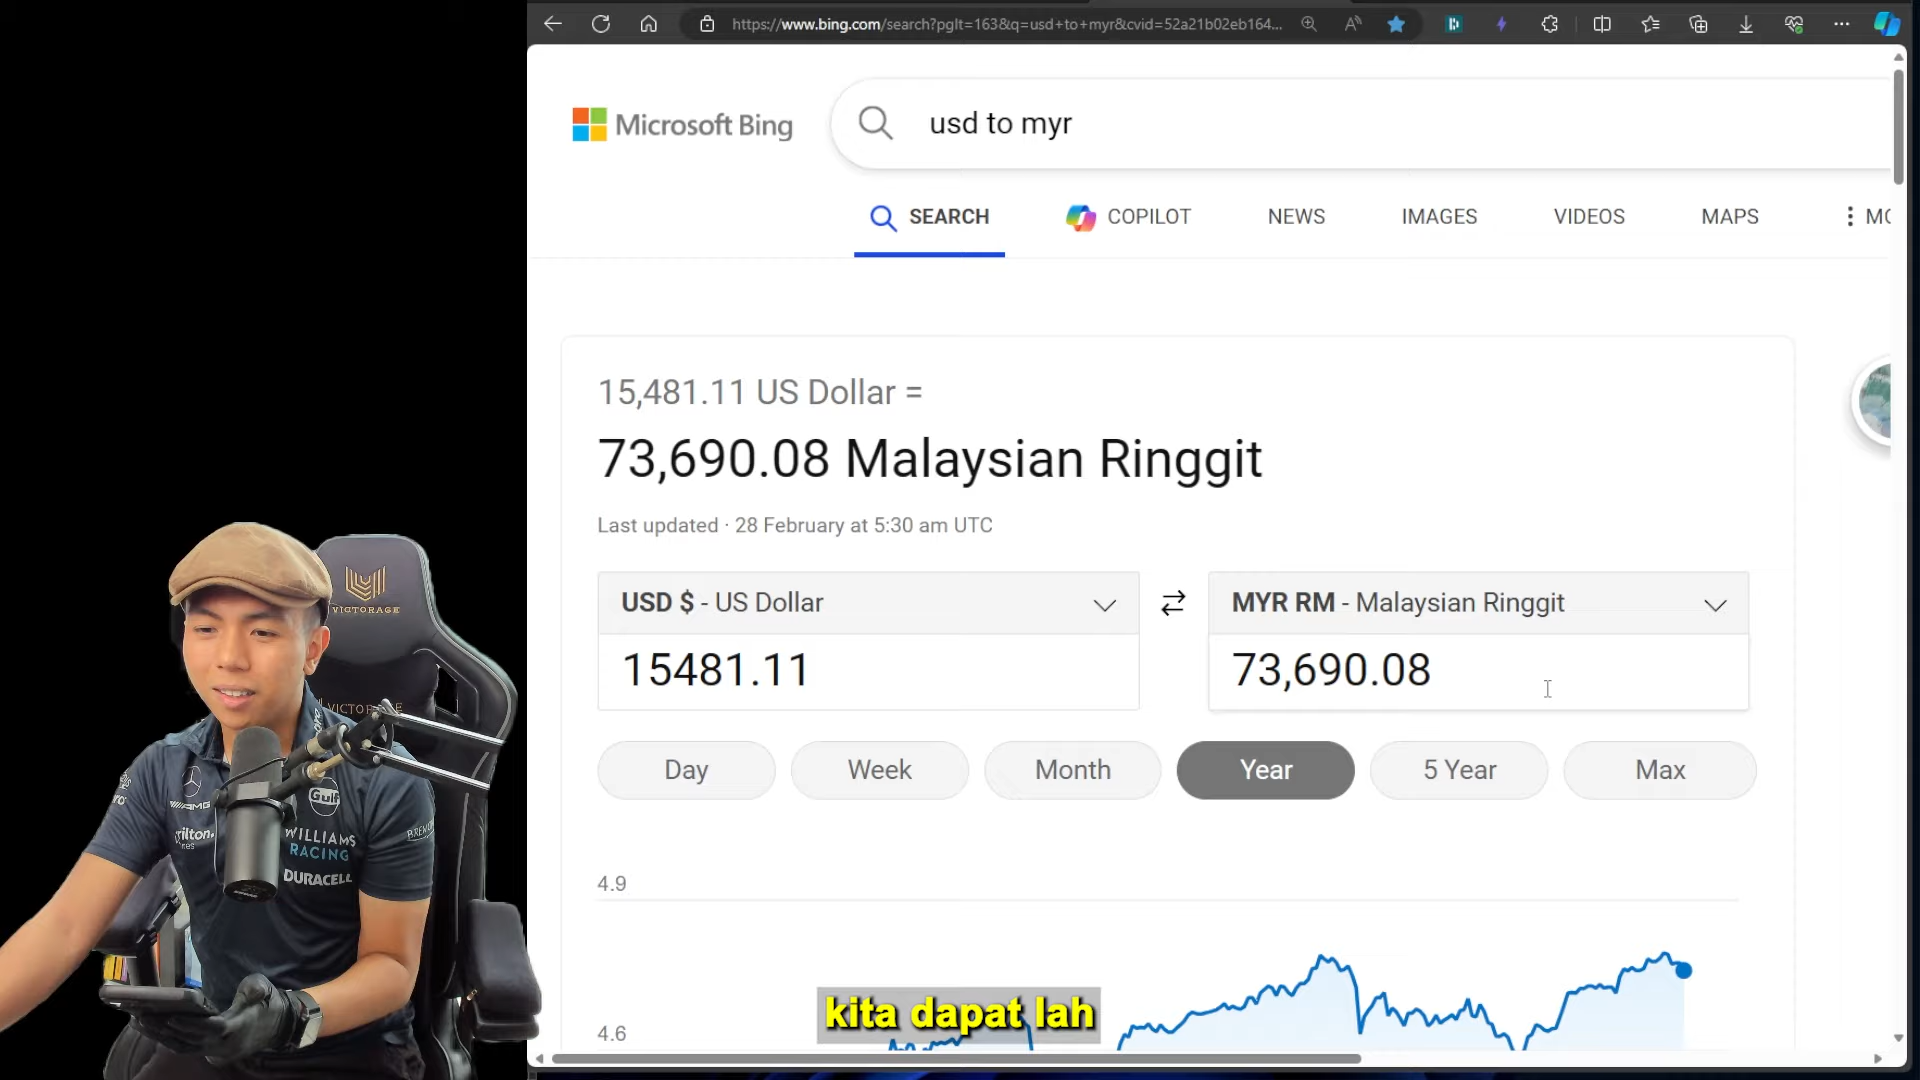 https://www.bing.com/search?pglt=163&q=usd+to+myr&cvid=52a21b02eb164...
Microsoft Bing
usd to myr
SEARCH
COPILOT
NEWS
IMAGES
VIDEOS
MAPS
15,481.11 US Dollar =
73,690.08 Malaysian Ringgit
Last updated · 28 February at 5:30 am UTC
USD $ - US Dollar
MYR RM - Malaysian Ringgit
15481.11
73,690.08
Day
Week
Month
Year
5 Year
Max
4.9
4.6
kita dapat lah
VICTORAGE
VICTORAGE
AMG
Gulf
WILLIAMS
RACING
DURACELL